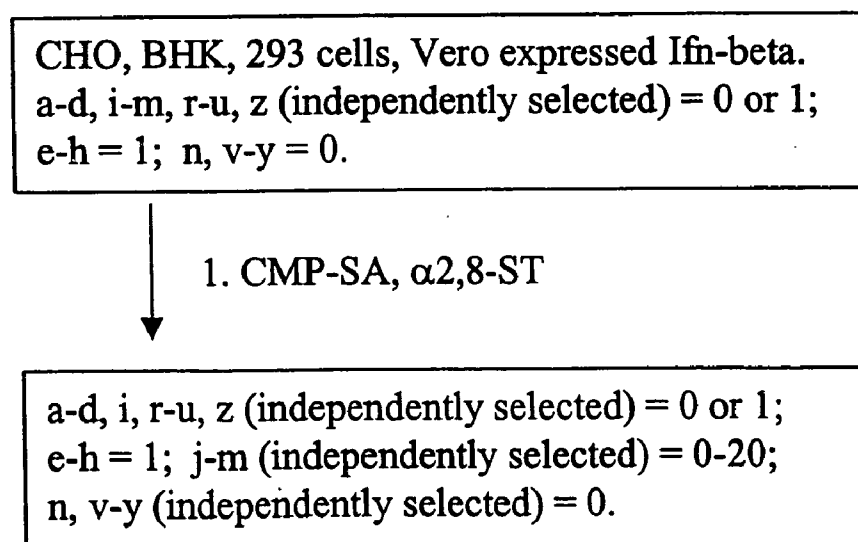 CHO, BHK, 293 cells, Vero expressed Ifn-beta.
a-d, i-m, r-u, z (independently selected) = 0 or 1;
e-h = 1; n, v-y = 0.
1. CMP-SA, α2,8-ST
a-d, i, r-u, z (independently selected) = 0 or 1;
e-h = 1; j-m (independently selected) = 0-20;
n, v-y (independently selected) = 0.